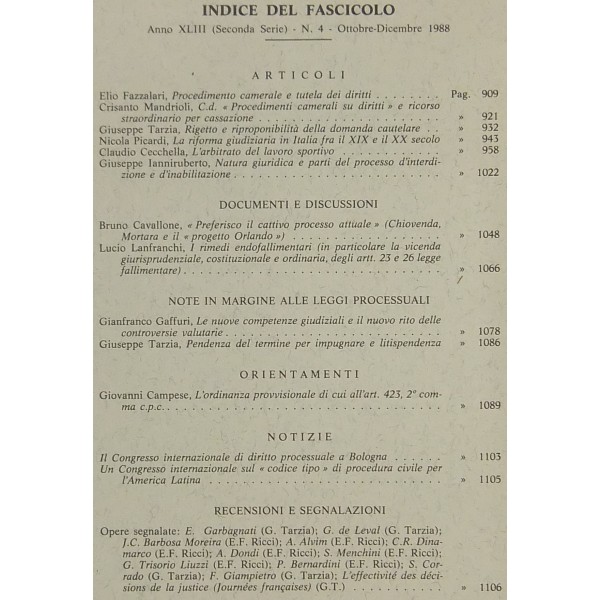 INDICE DEL FASCICOLO
Anno XLIII (Seconda Serie) - N. 4 - Ottobre-Dicembre 1988
ARTICOLI
Elio Fazzalari, Procedimento camerale e tutela dei diritti . . . . . . . . Pag. 909
Crisanto Mandrioli, C.d. « Procedimenti camerali su diritti » e ricorso
straordinario per cassazione . . . . . . . . . . . . . . . . . . . . . . » 921
Giuseppe Tarzia, Rigetto e riproponibilità della domanda cautelare . . » 932
Nicola Picardi, La riforma giudiziaria in Italia fra il XIX e il XX secolo » 943
Claudio Cecchella, L'arbitrato del lavoro sportivo . . . . . . . . . . . . » 958
Giuseppe Ianniruberto, Natura giuridica e parti del processo d'interdi-
zione e d'inabilitazione . . . . . . . . . . . . . . . . . . . . . . . . » 1022
DOCUMENTI E DISCUSSIONI
Bruno Cavallone, « Preferisco il cattivo processo attuale » (Chiovenda,
Mortara e il « progetto Orlando ») . . . . . . . . . . . . . . . . . . » 1048
Lucio Lanfranchi, I rimedi endofallimentari (in particolare la vicenda
giurisprudenziale, costituzionale e ordinaria, degli artt. 23 e 26 legge
fallimentare) . . . . . . . . . . . . . . . . . . . . . . . . . . . . . . » 1066
NOTE IN MARGINE ALLE LEGGI PROCESSUALI
Gianfranco Gaffuri, Le nuove competenze giudiziali e il nuovo rito delle
controversie valutarie . . . . . . . . . . . . . . . . . . . . . . . . . » 1078
Giuseppe Tarzia, Pendenza del termine per impugnare e litispendenza » 1086
ORIENTAMENTI
Giovanni Campese, L'ordinanza provvisionale di cui all'art. 423, 2° com-
ma c.p.c. . . . . . . . . . . . . . . . . . . . . . . . . . . . . . . . . » 1089
NOTIZIE
Il Congresso internazionale di diritto processuale a Bologna . . . . . . » 1103
Un Congresso internazionale sul « codice tipo » di procedura civile per
l'America Latina . . . . . . . . . . . . . . . . . . . . . . . . . . . . » 1105
RECENSIONI E SEGNALAZIONI
Opere segnalate: E. Garbagnati (G. Tarzia); G. de Leval (G. Tarzia);
J.C. Barbosa Moreira (E.F. Ricci); A. Alvim (E.F. Ricci); C.R. Dina-
marco (E.F. Ricci); A. Dondi (E.F. Ricci); S. Menchini (E.F. Ricci);
G. Trisorio Liuzzi (E.F. Ricci); P. Bernardini (E.F. Ricci); S. Cor-
rado (G. Tarzia); F. Giampietro (G. Tarzia); L'effectivité des déci-
sions de la justice (Journées françaises) (G.T.) . . . . . . . . . . . . » 1106